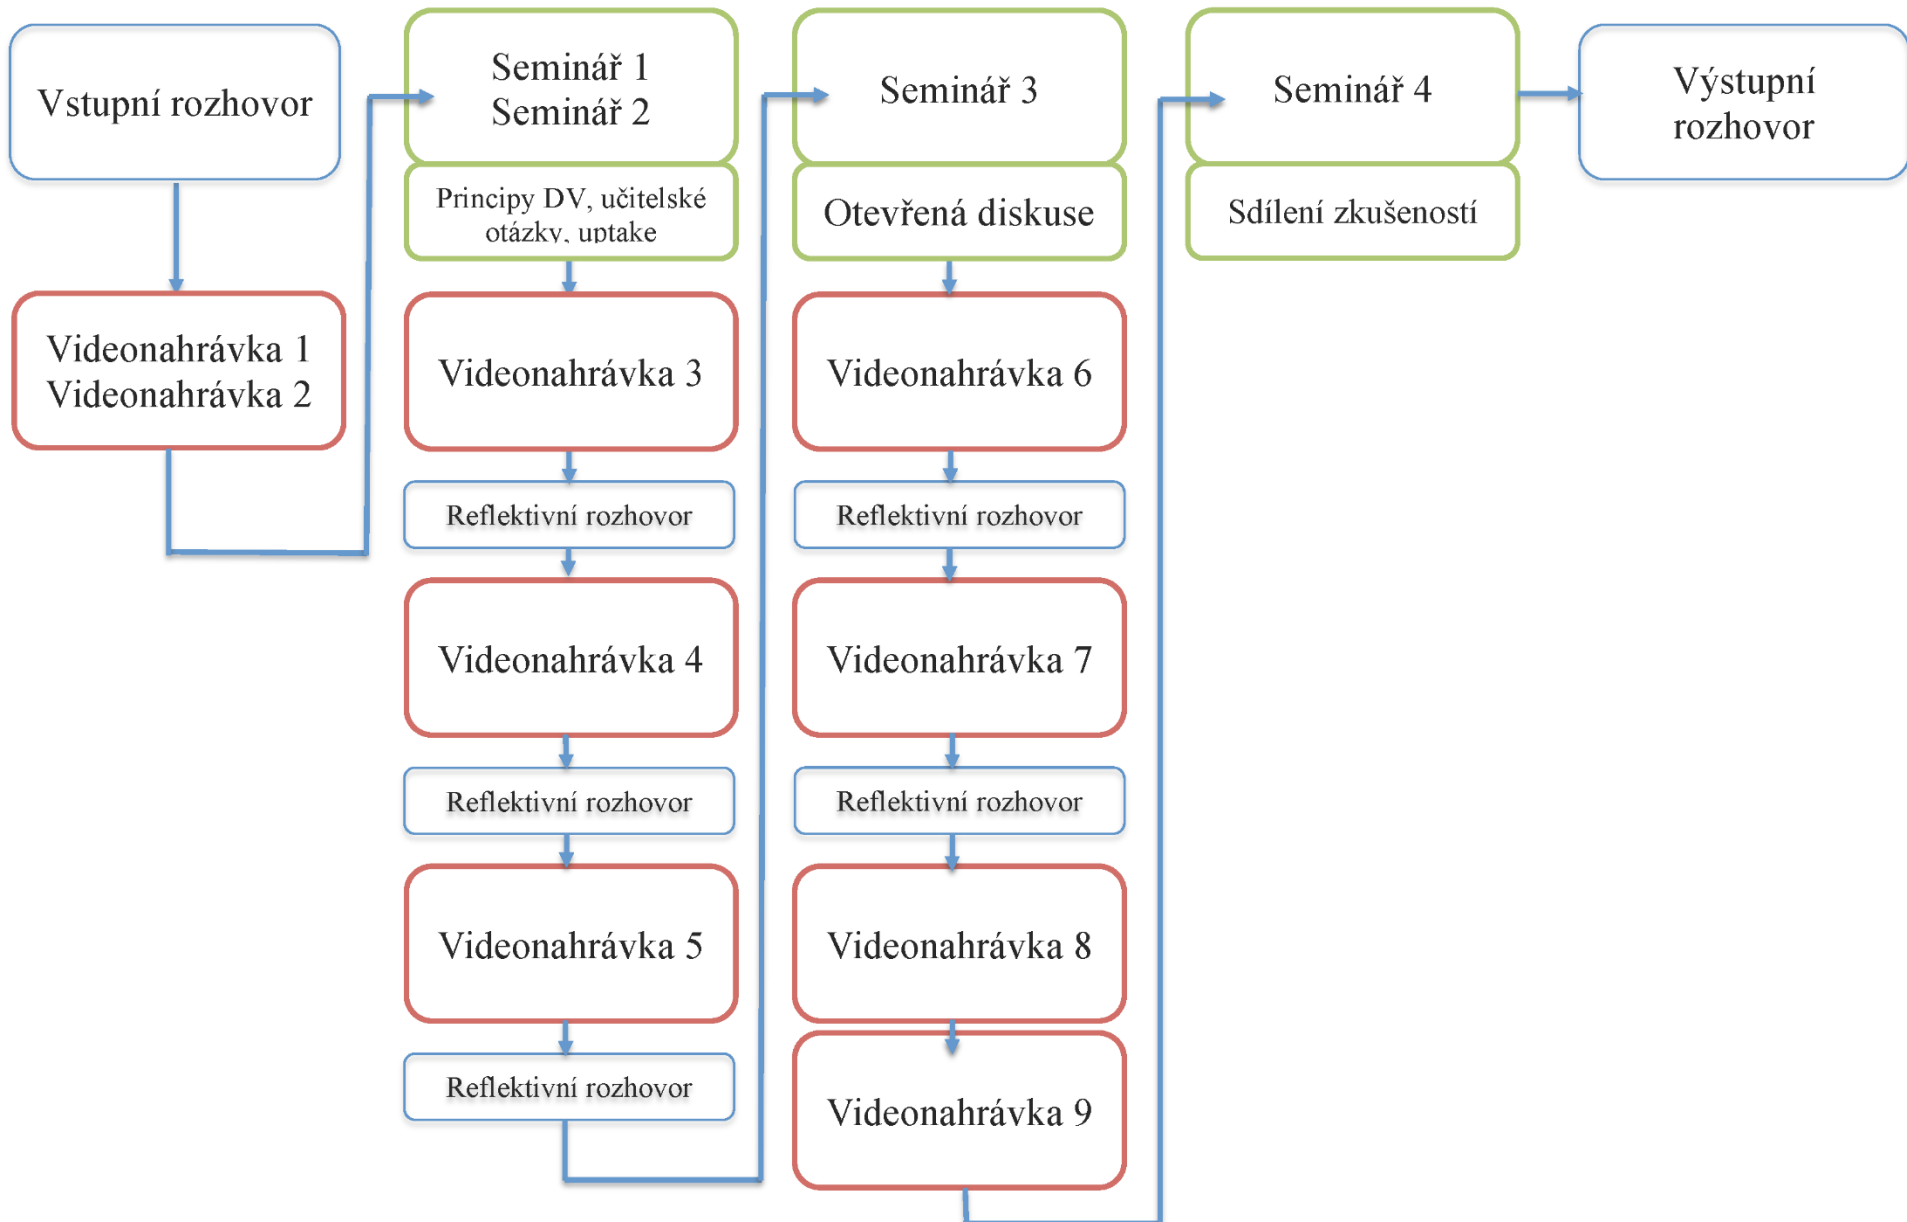 Vstupní rozhovor
Videonahrávka 1
Videonahrávka 2
Seminář 1
Seminář 2
Principy DV, učitelské
otázky, uptake
Videonahrávka 3
Reflektivní rozhovor
Videonahrávka 4
Reflektivní rozhovor
Videonahrávka 5
Reflektivní rozhovor
Seminář 3
Otevřená diskuse
Videonahrávka 6
Reflektivní rozhovor
Videonahrávka 7
Reflektivní rozhovor
Videonahrávka 8
Videonahrávka 9
Seminář 4
Sdílení zkušeností
Výstupní
rozhovor